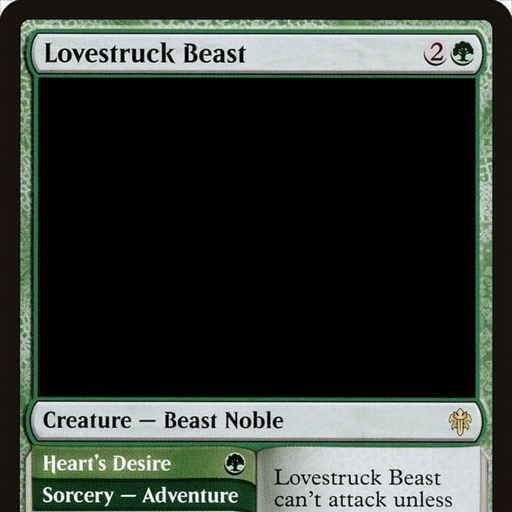 Lovestruck Beast 2
Creature — Beast Noble
Heart's Desire
Sorcery — Adventure
Lovestruck Beast
can't attack unless